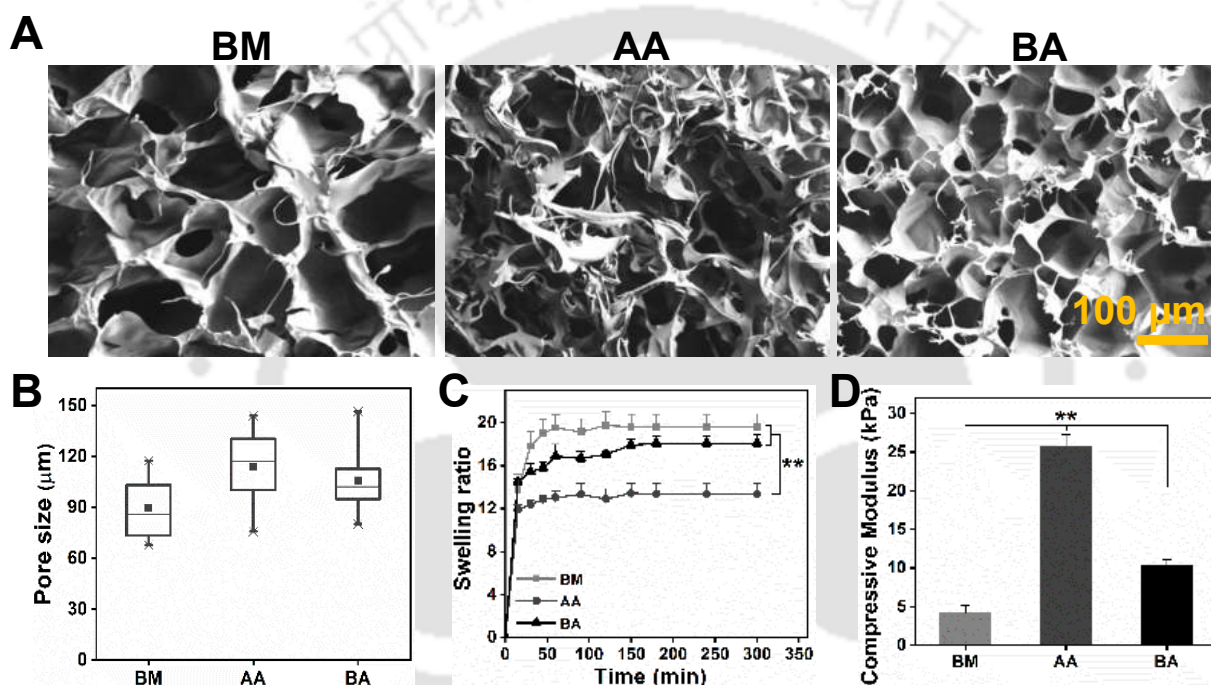 A
BM
AA
BA
100 µm
B
Pore size (µm)
150
120
90
60
30
0
BM
AA
BA
C
Swelling ratio
20
16
12
8
4
0
BM
AA
BA
**
0
50
100
150
200
250
300
350
Time (min)
D
Compressive Modulus (kPa)
30
25
20
15
10
5
0
**
BM
AA
BA